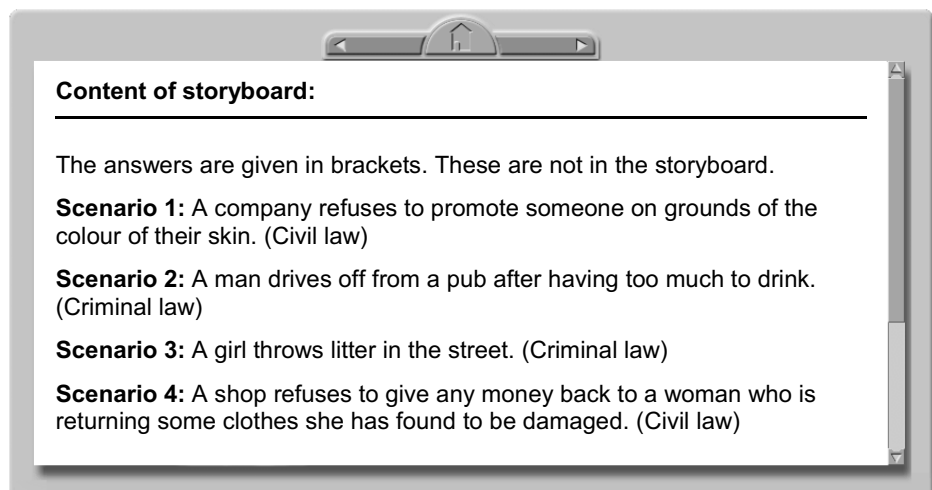 Content of storyboard:
The answers are given in brackets. These are not in the storyboard.
Scenario 1: A company refuses to promote someone on grounds of the
colour of their skin. (Civil law)
Scenario 2: A man drives off from a pub after having too much to drink.
(Criminal law)
Scenario 3: A girl throws litter in the street. (Criminal law)
Scenario 4: A shop refuses to give any money back to a woman who is
returning some clothes she has found to be damaged. (Civil law)